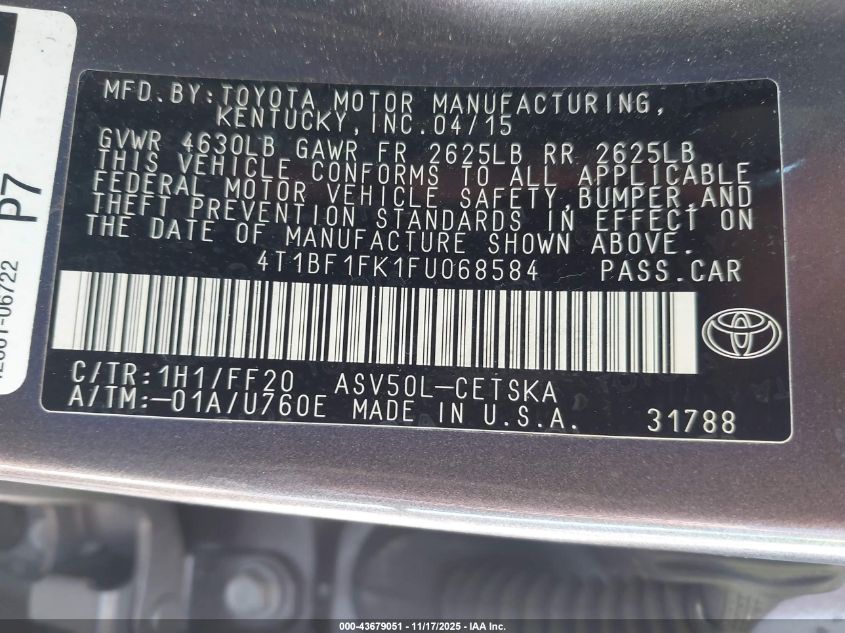 MFD.BY:TOYOTA MOTOR MANUFACTURING,
KENTUCKY,INC.04/15
GVWR 4630LB GAWR FR 2625LB RR 2625LB
THIS VEHICLE CONFORMS TO ALL APPLICABLE
FEDERAL MOTOR VEHICLE SAFETY,BUMPER,AND
THEFT PREVENTION STANDARDS IN EFFECT ON
THE DATE OF MANUFACTURE SHOWN ABOVE.
4T1BF1FK1FU068584 PASS.CAR
C/TR:1H1/FF20 ASV50L-CETSKA
A/TM:-01A/U760E MADE IN U.S.A. 31788
P7
000-43679051 - 11/17/2025 - IAA Inc.